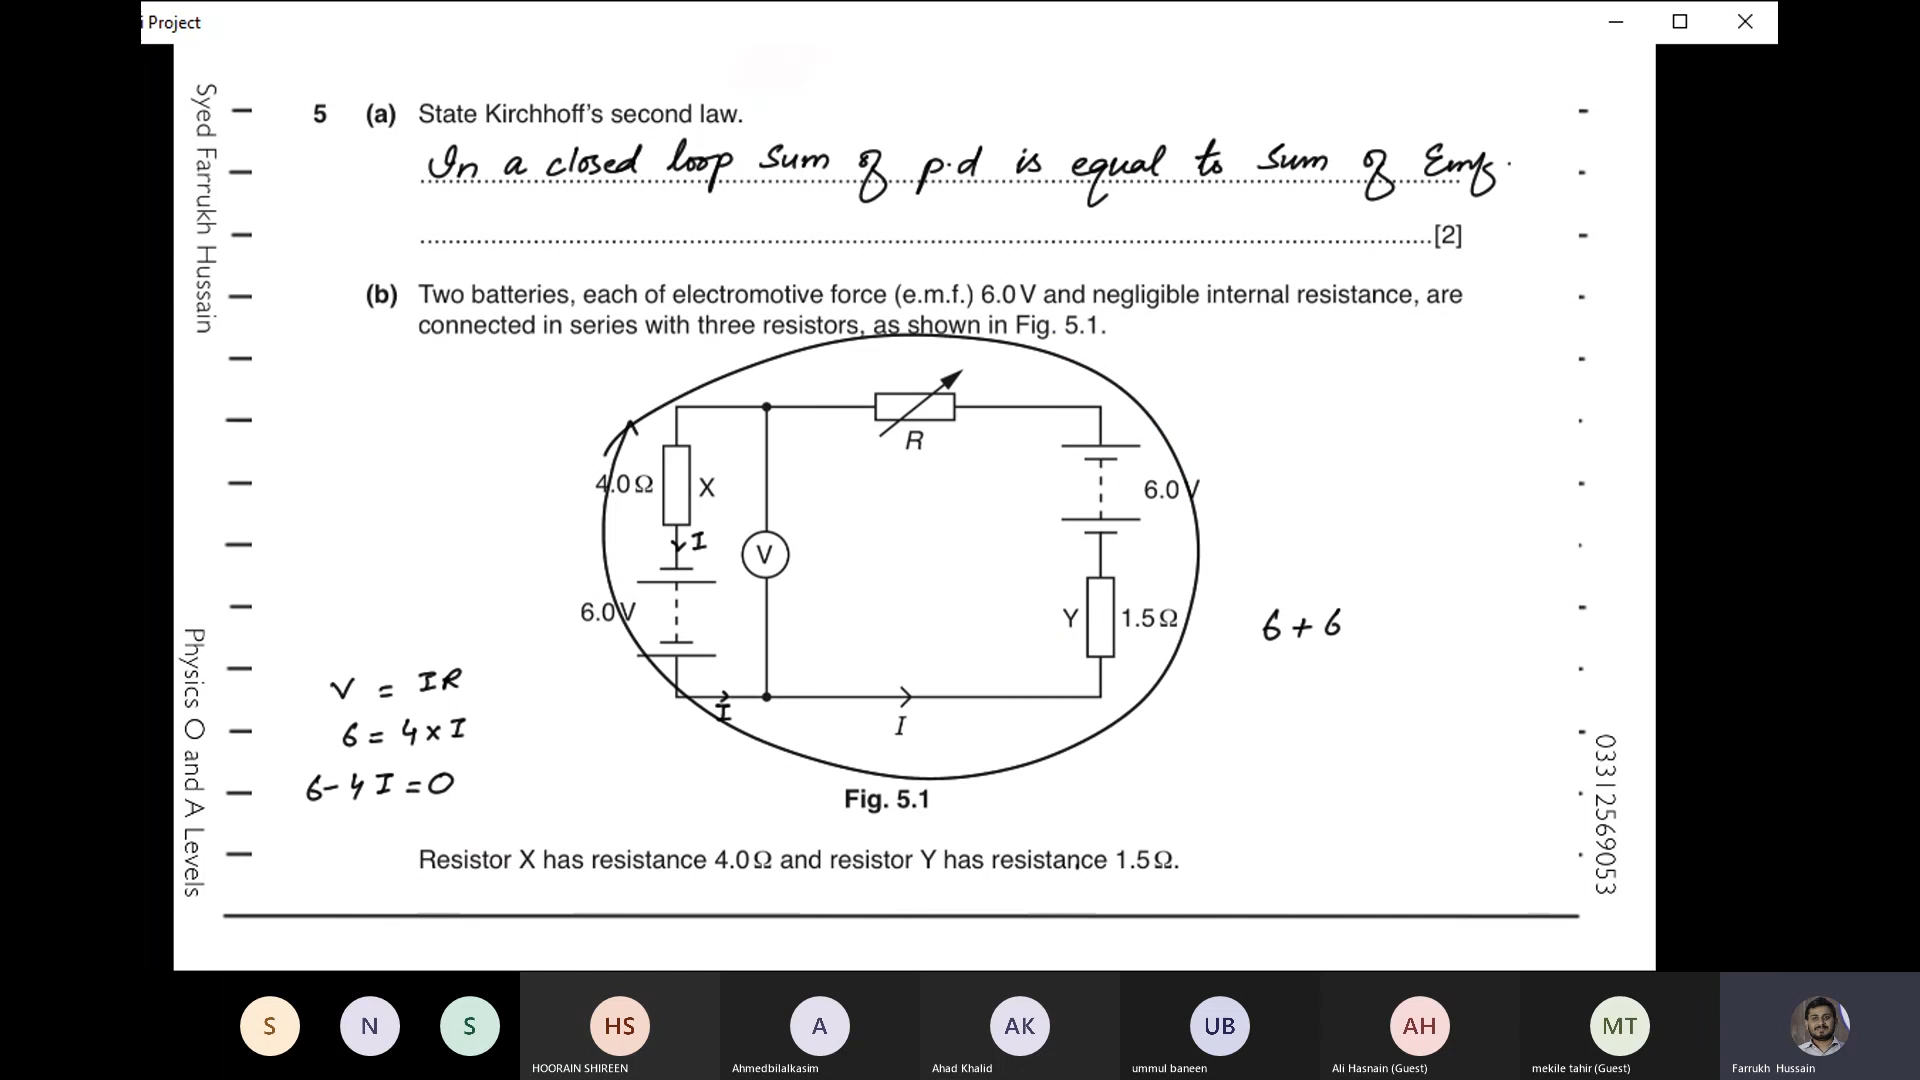 i Project
Syed Farrukh Hussain
Physics O and A Levels
5 (a) State Kirchhoff's second law.
In a closed loop sum of p.d is equal to sum of Emfs.
[2]
(b) Two batteries, each of electromotive force (e.m.f.) 6.0 V and negligible internal resistance, are
connected in series with three resistors, as shown in Fig. 5.1.
R
4.0 Ω X
6.0 V
I
V
6.0 V
Y 1.5 Ω
6 + 6
I
I
V = IR
6 = 4 x I
6 - 4 I = 0
Fig. 5.1
Resistor X has resistance 4.0 Ω and resistor Y has resistance 1.5 Ω.
03312569053
S
N
S
HS
A
AK
UB
AH
MT
HOORAIN SHIREEN
Ahmedbilalkasim
Ahad Khalid
ummul baneen
Ali Hasnain (Guest)
mekile tahir (Guest)
Farrukh Hussain